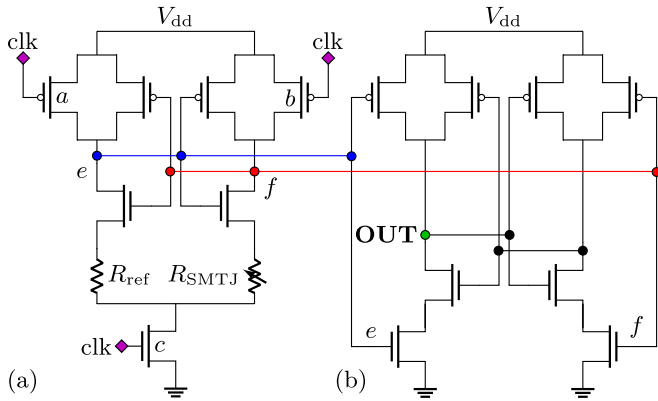 V_dd V_dd
clk clk
a b
e f
OUT
R_ref R_SMTJ
e f
clk c
(a) (b)